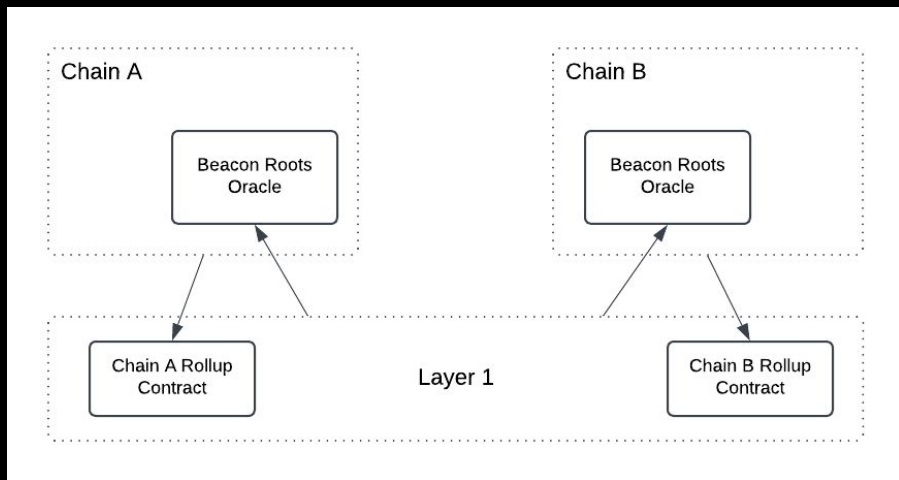 Chain A
Chain B
Beacon Roots
Oracle
Beacon Roots
Oracle
Chain A Rollup
Contract
Layer 1
Chain B Rollup
Contract